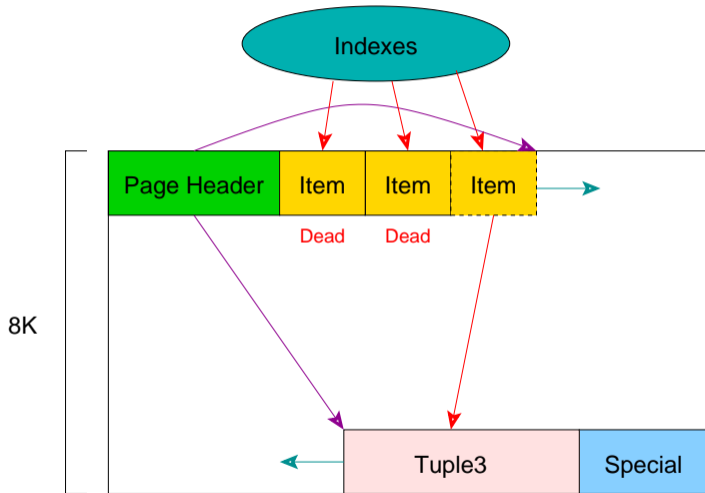 Indexes
Page Header Item Item Item
Dead Dead
8K
Tuple3 Special